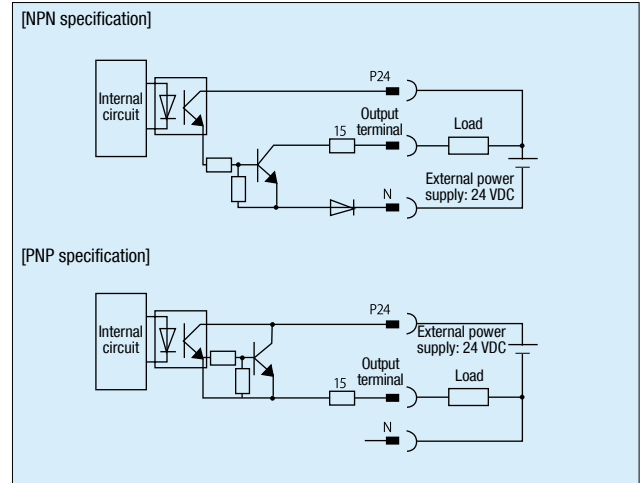 [NPN specification]
Internal
circuit
P24
Output
terminal
15
Load
N
External power
supply: 24 VDC
[PNP specification]
Internal
circuit
P24
External power
supply: 24 VDC
Output
terminal
15
Load
N